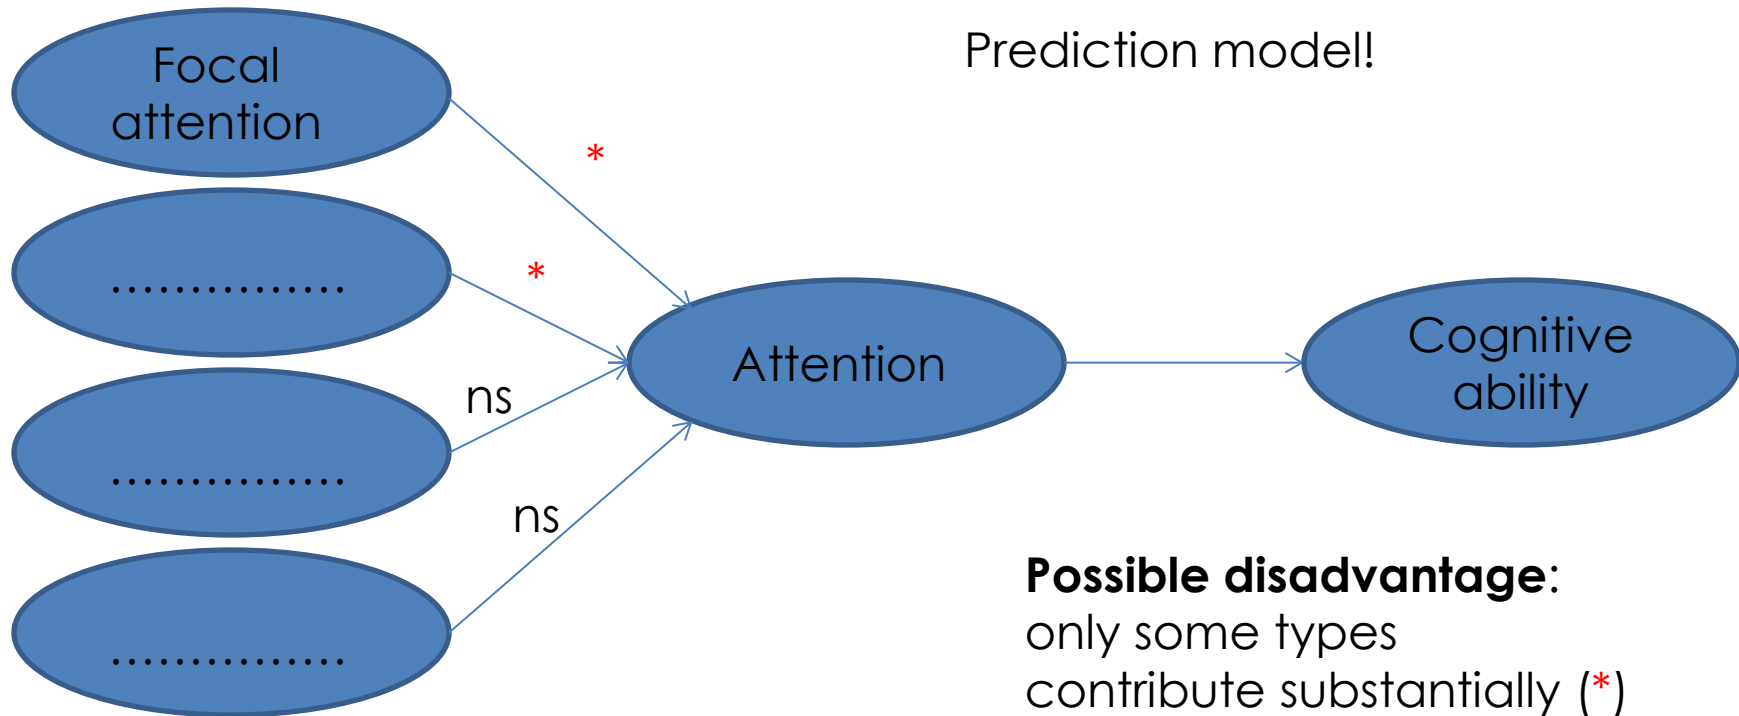 Prediction model!
Focal
attention
*
...............
*
Attention
Cognitive
ability
ns
...............
ns
...............
Possible disadvantage:
only some types
contribute substantially (*)